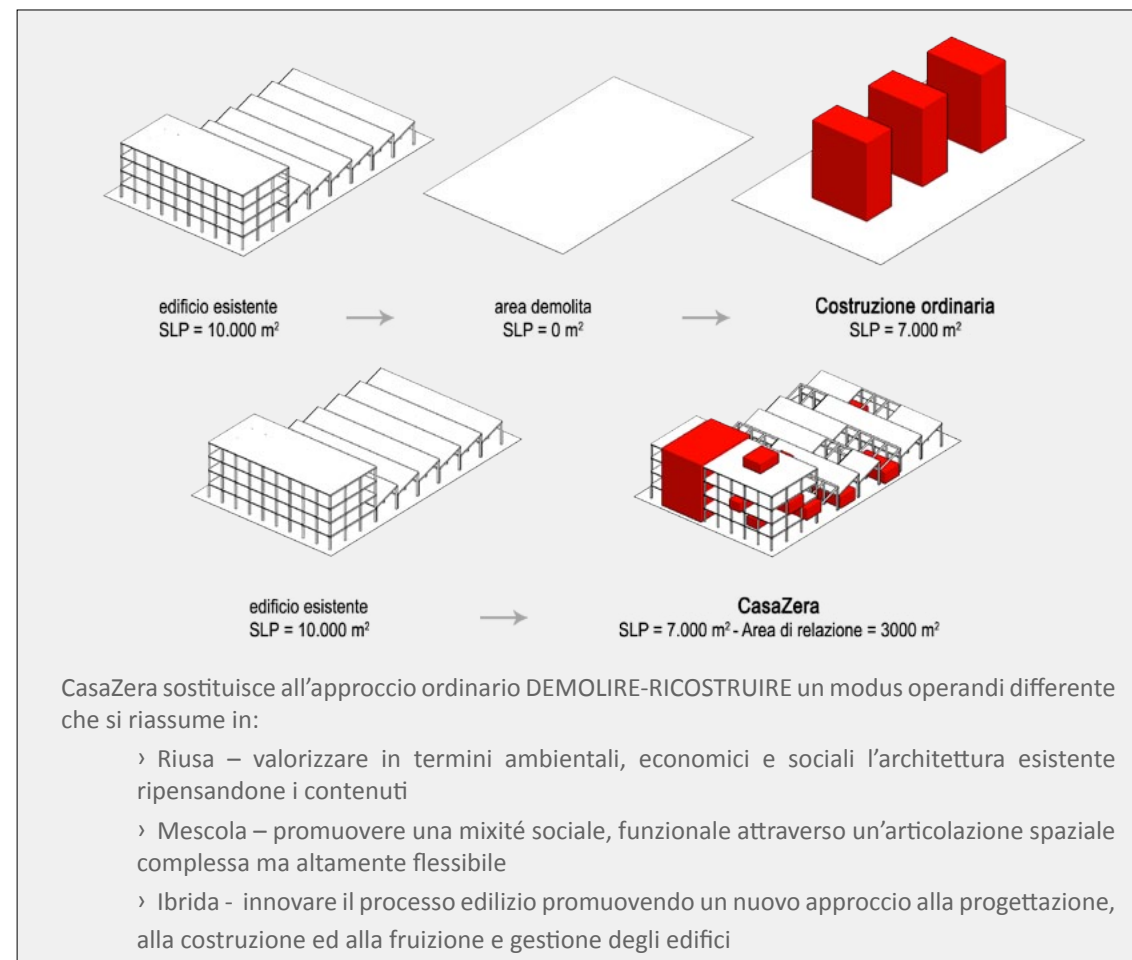 edificio esistente
SLP = 10.000 m²
area demolita
SLP = 0 m²
Costruzione ordinaria
SLP = 7.000 m²
edificio esistente
SLP = 10.000 m²
CasaZera
SLP = 7.000 m² - Area di relazione = 3000 m²
CasaZera sostituisce all’approccio ordinario DEMOLIRE-RICOSTRUIRE un modus operandi differente
che si riassume in:
› Riusa – valorizzare in termini ambientali, economici e sociali l’architettura esistente
ripensandone i contenuti
› Mescola – promuovere una mixité sociale, funzionale attraverso un’articolazione spaziale
complessa ma altamente flessibile
› Ibrida - innovare il processo edilizio promuovendo un nuovo approccio alla progettazione,
alla costruzione ed alla fruizione e gestione degli edifici